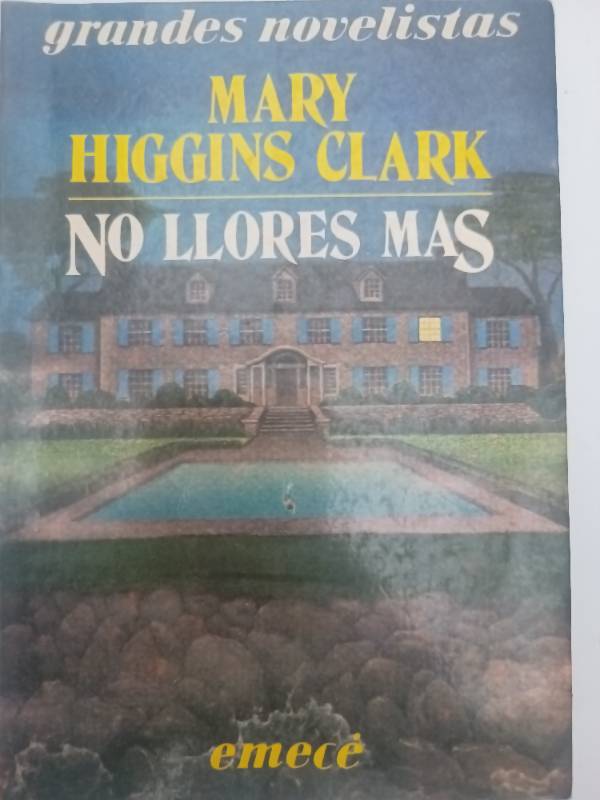 grandes novelistas
MARY
HIGGINS CLARK
NO LLORES MAS
emecé